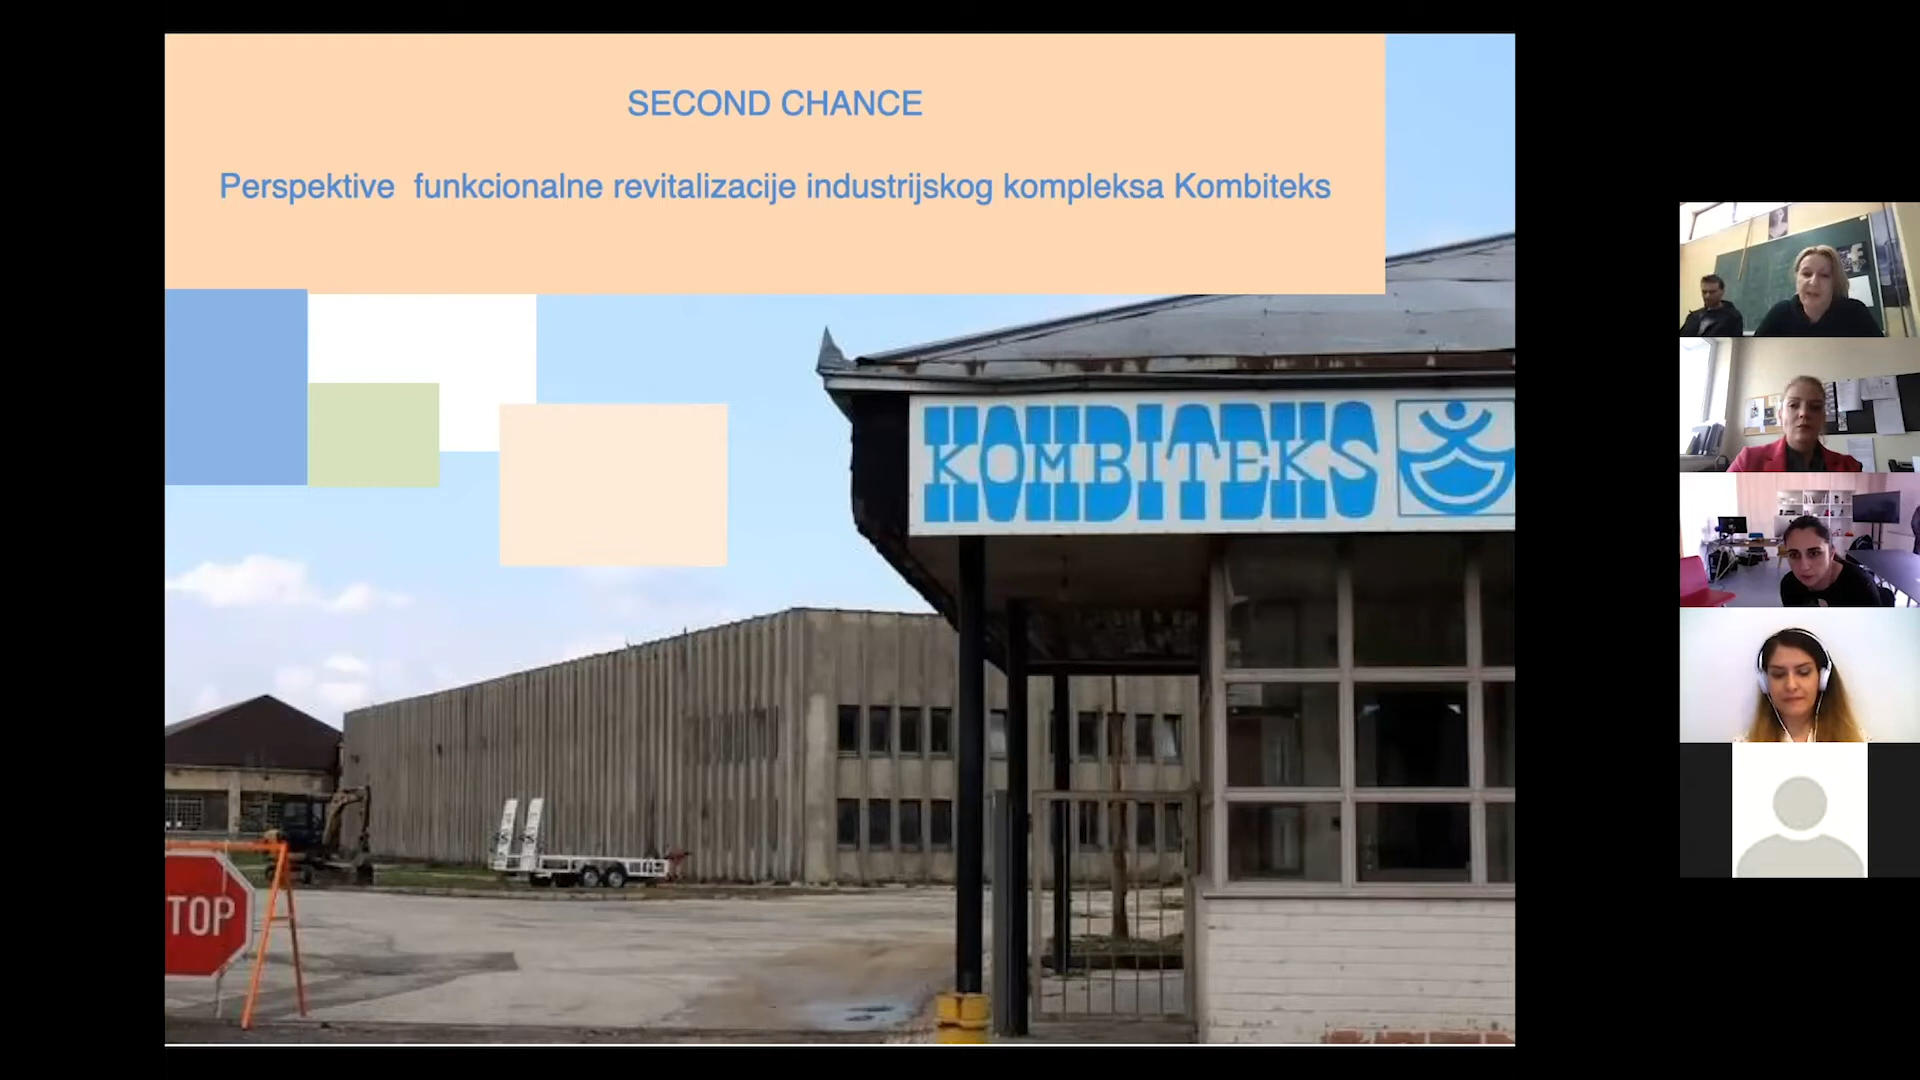 SECOND CHANCE
Perspektive funkcionalne revitalizacije industrijskog kompleksa Kombiteks
KOMBITEKS
TOP